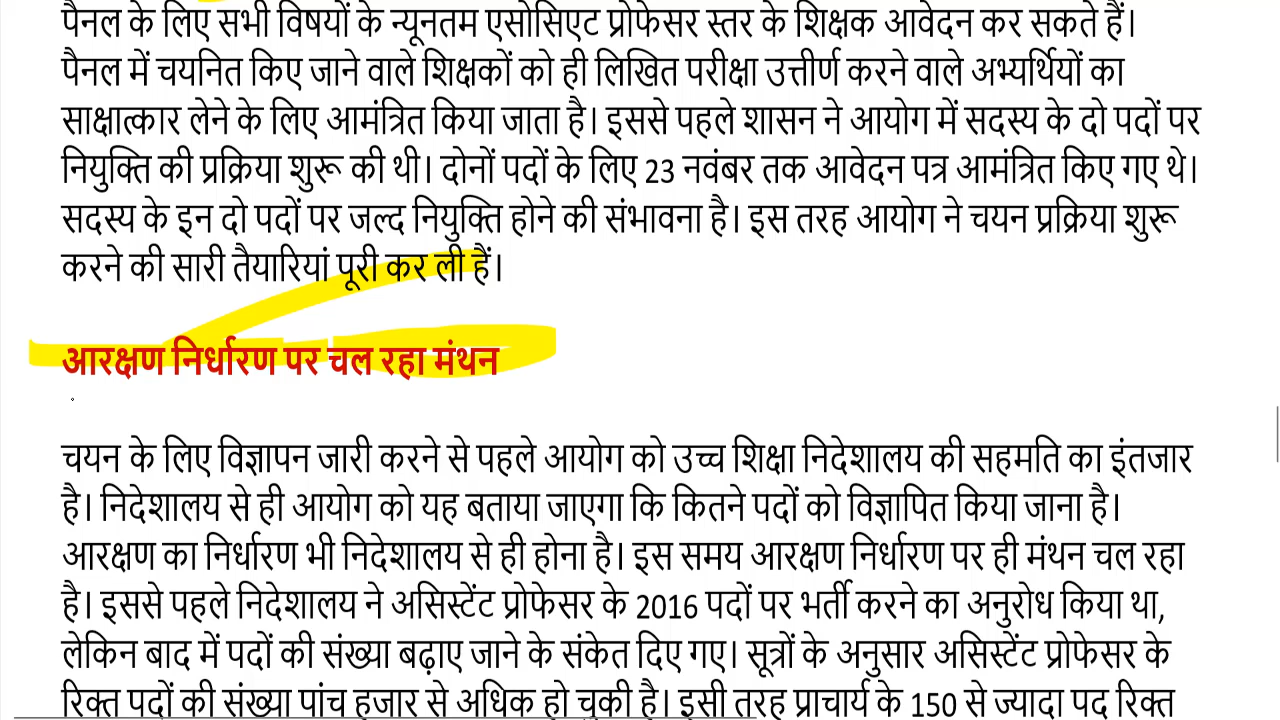 पैनल के लिए सभी विषयों के न्यूनतम एसोसिएट प्रोफेसर स्तर के शिक्षक आवेदन कर सकते हैं।
पैनल में चयनित किए जाने वाले शिक्षकों को ही लिखित परीक्षा उत्तीर्ण करने वाले अभ्यर्थियों का
साक्षात्कार लेने के लिए आमंत्रित किया जाता है। इससे पहले शासन ने आयोग में सदस्य के दो पदों पर
नियुक्ति की प्रक्रिया शुरू की थी। दोनों पदों के लिए 23 नवंबर तक आवेदन पत्र आमंत्रित किए गए थे।
सदस्य के इन दो पदों पर जल्द नियुक्ति होने की संभावना है। इस तरह आयोग ने चयन प्रक्रिया शुरू
करने की सारी तैयारियां पूरी कर ली हैं।
आरक्षण निर्धारण पर चल रहा मंथन
चयन के लिए विज्ञापन जारी करने से पहले आयोग को उच्च शिक्षा निदेशालय की सहमति का इंतजार
है। निदेशालय से ही आयोग को यह बताया जाएगा कि कितने पदों को विज्ञापित किया जाना है।
आरक्षण का निर्धारण भी निदेशालय से ही होना है। इस समय आरक्षण निर्धारण पर ही मंथन चल रहा
है। इससे पहले निदेशालय ने असिस्टेंट प्रोफेसर के 2016 पदों पर भर्ती करने का अनुरोध किया था,
लेकिन बाद में पदों की संख्या बढ़ाए जाने के संकेत दिए गए। सूत्रों के अनुसार असिस्टेंट प्रोफेसर के
रिक्त पदों की संख्या पांच हजार से अधिक हो चुकी है। इसी तरह प्राचार्य के 150 से ज्यादा पद रिक्त